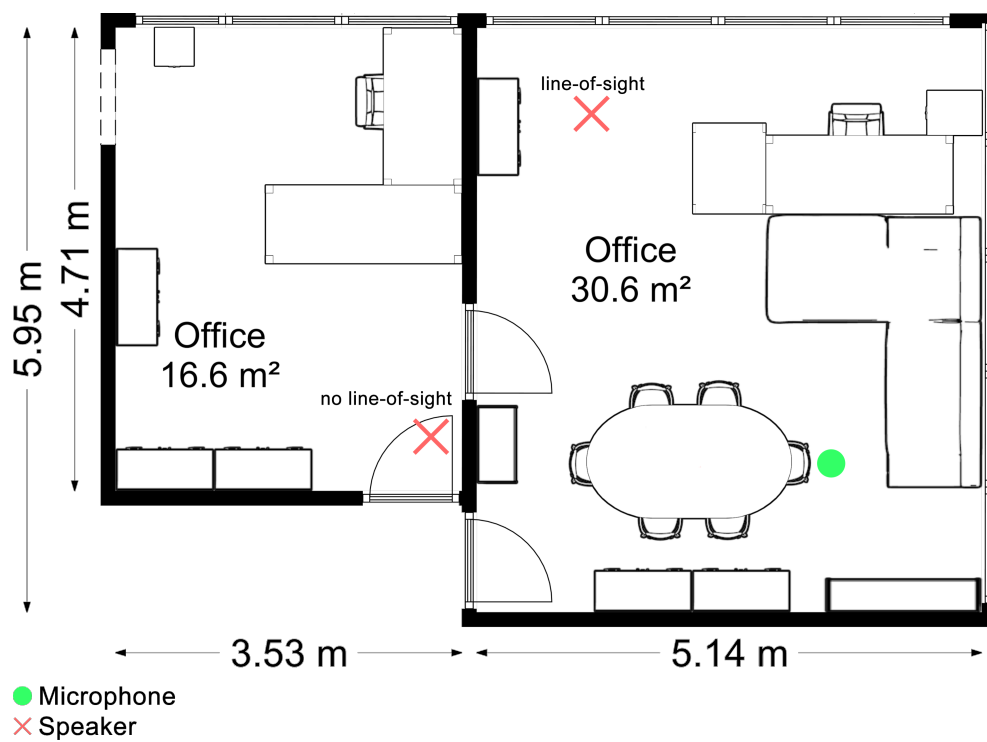 line-of-sight
Office
30.6 m²
5.95 m
4.71 m
Office
16.6 m²
no line-of-sight
3.53 m
5.14 m
Microphone
Speaker